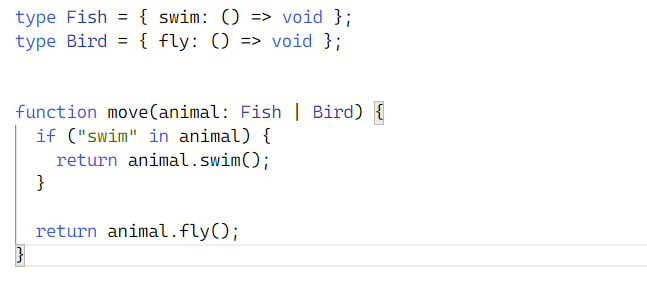 type Fish = { swim: () => void };
type Bird = { fly: () => void };
function move(animal: Fish | Bird) {
  if ("swim" in animal) {
    return animal.swim();
  }
  return animal.fly();
}